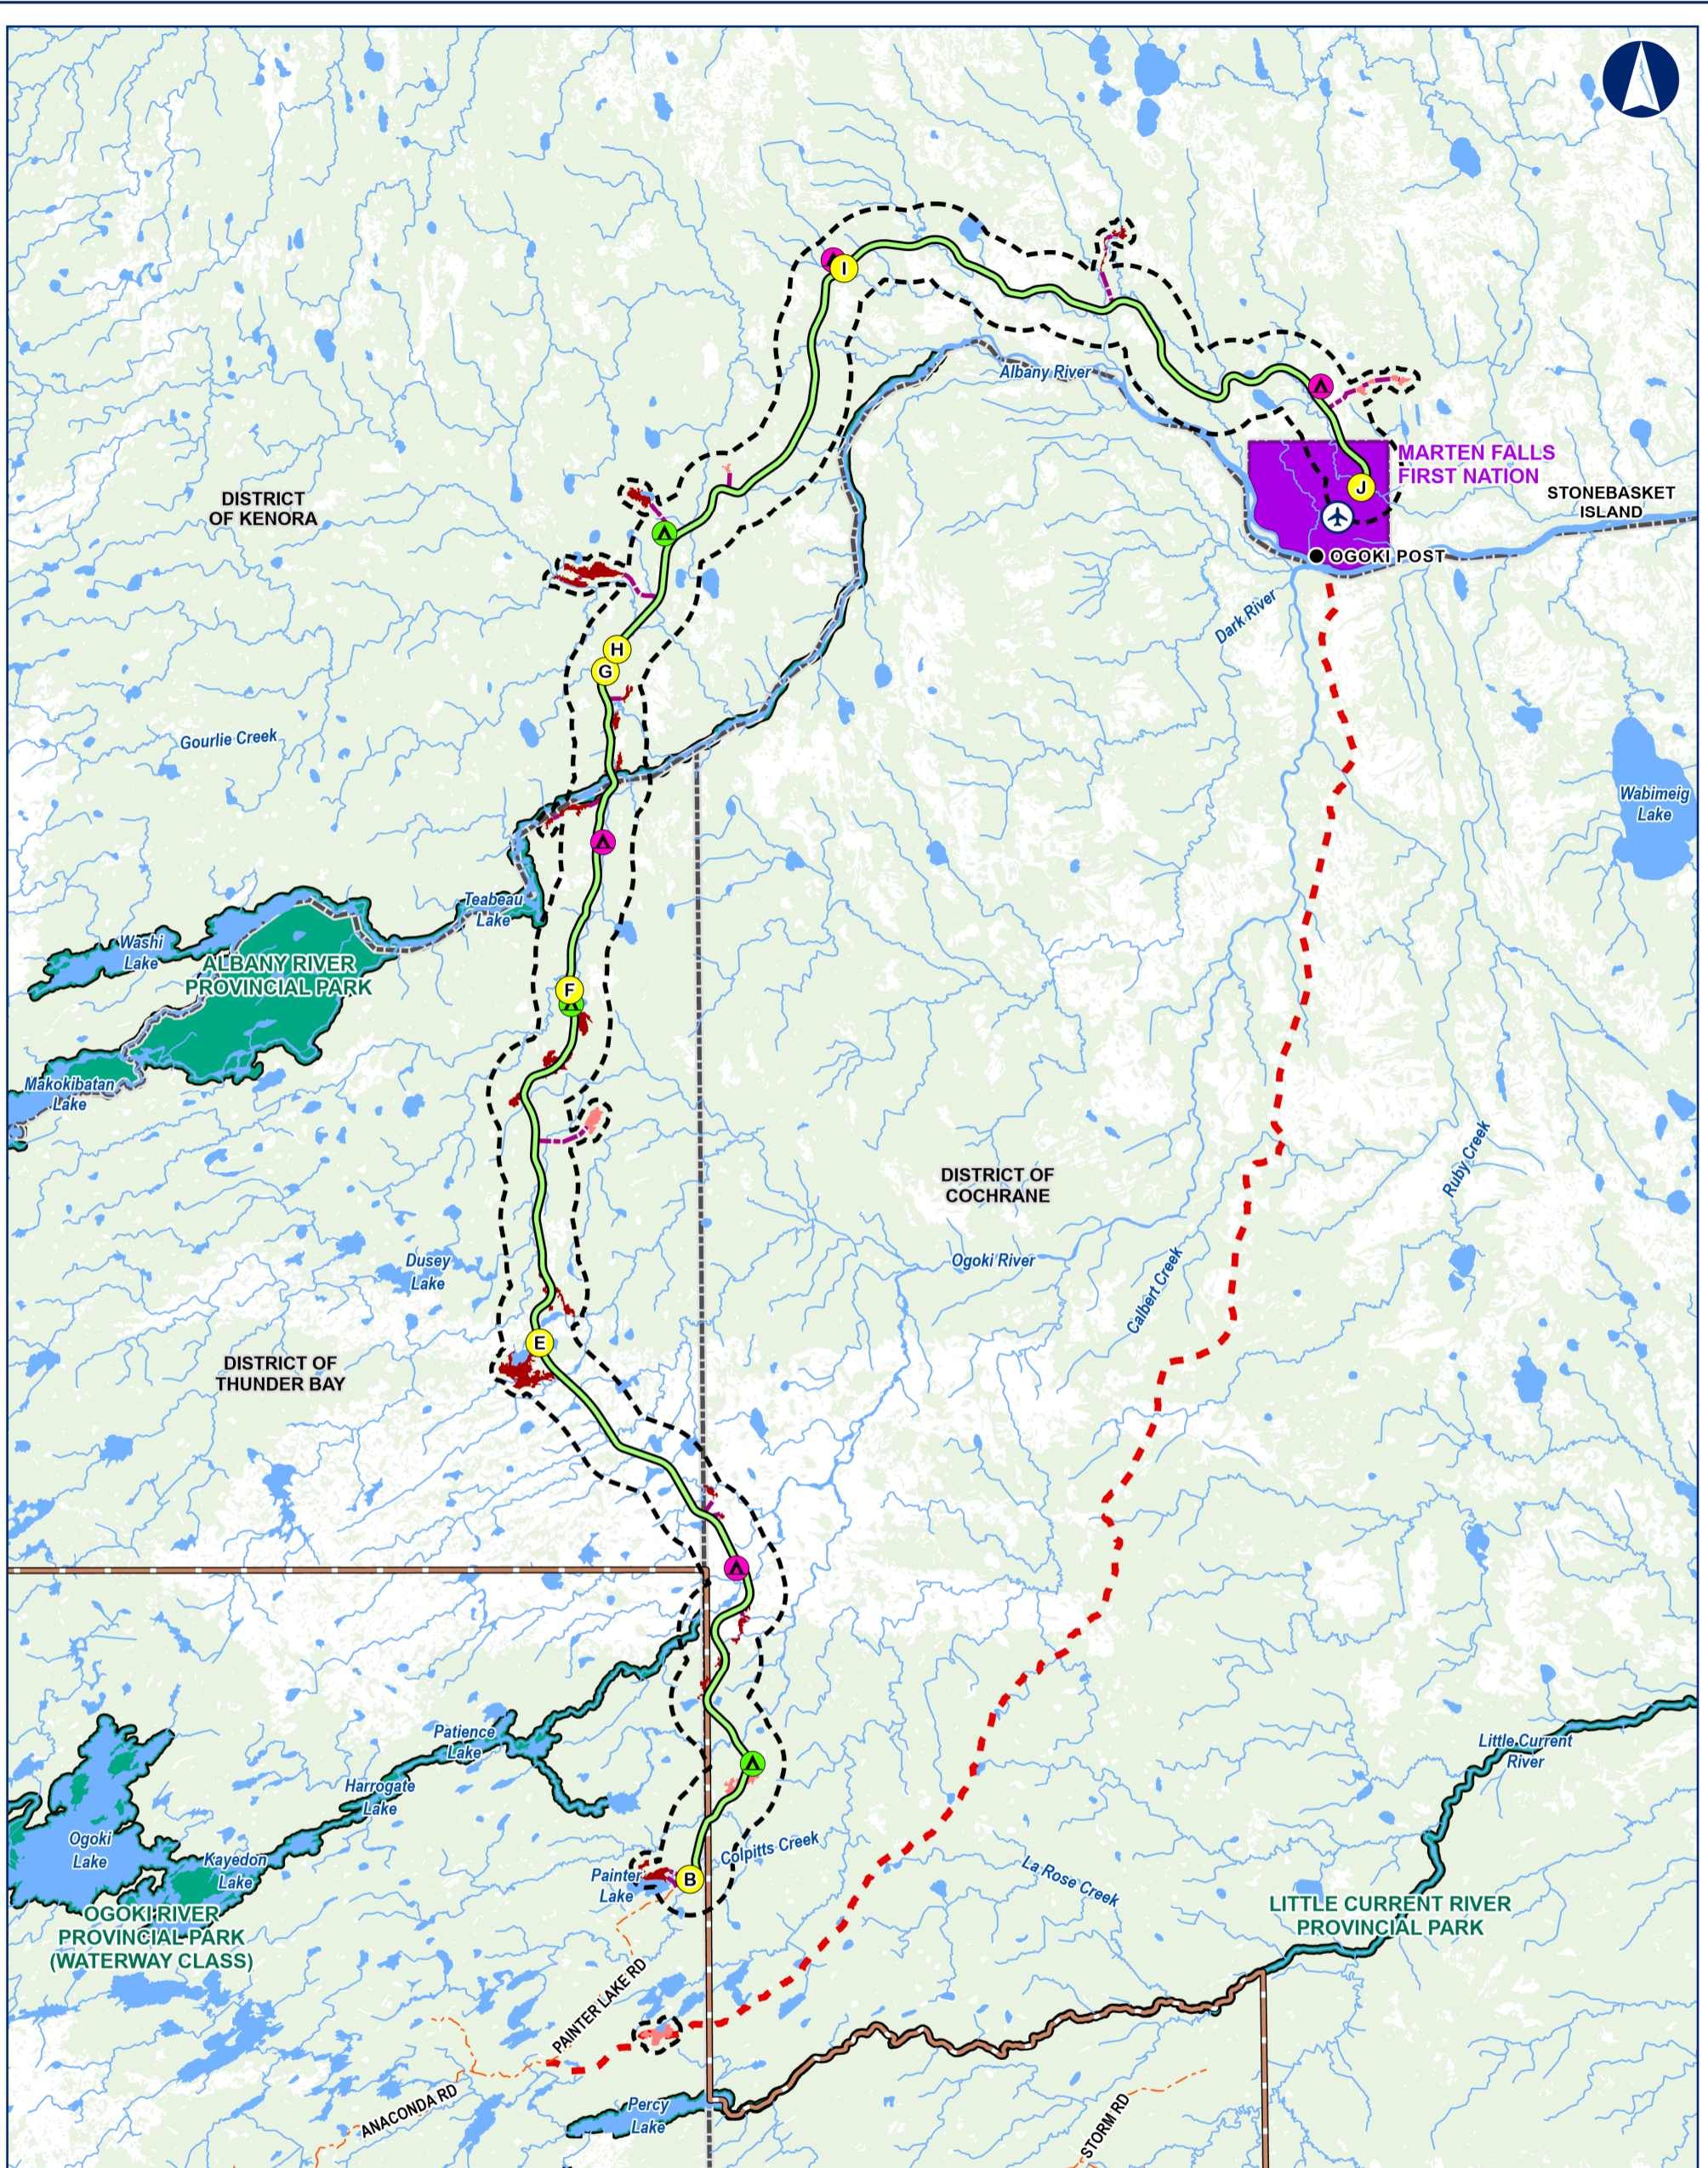 I
Albany River
MARTEN FALLS
FIRST NATION
J
STONEBASKET
ISLAND
DISTRICT
OF KENORA
OGOKI POST
Dark River
H
G
Gourlie Creek
Wabimeig
Lake
Teabeau
Lake
Washi
Lake
ALBANY RIVER
PROVINCIAL PARK
F
Makokibatan
Lake
Ruby Creek
DISTRICT OF
COCHRANE
Dusey
Lake
Ogoki River
Calbert Creek
E
DISTRICT OF
THUNDER BAY
Patience
Lake
Little Current
River
Harrogate
Lake
Ogoki
Lake
Kayedon
Lake
Colpitts Creek
Painter
Lake
B
La Rose Creek
OGOKI RIVER
PROVINCIAL PARK
(WATERWAY CLASS)
LITTLE CURRENT RIVER
PROVINCIAL PARK
PAINTER LAKE RD
ANACONDA RD
Percy
Lake
STORM RD